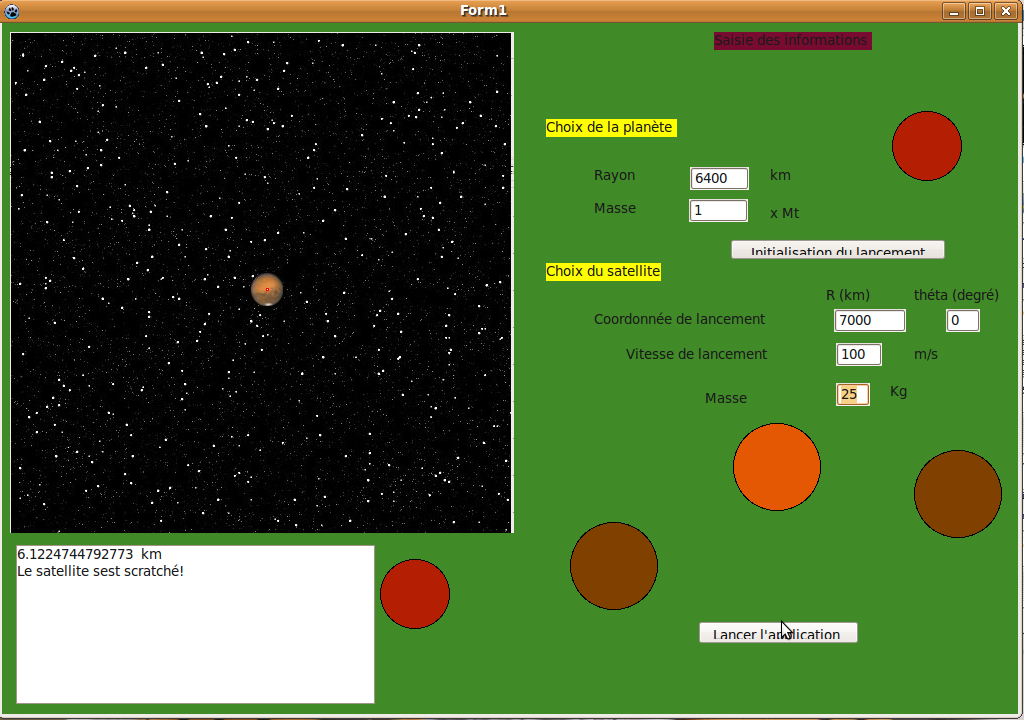 Form1
Saisie des informations
Choix de la planète
Rayon 6400 km
Masse 1 x Mt
Initialisation du lancement
Choix du satellite
R (km) théta (degré)
Coordonnée de lancement 7000 0
Vitesse de lancement 100 m/s
Masse 25 Kg
6.1224744792773 km
Le satellite sest scratché!
Lancer l'application